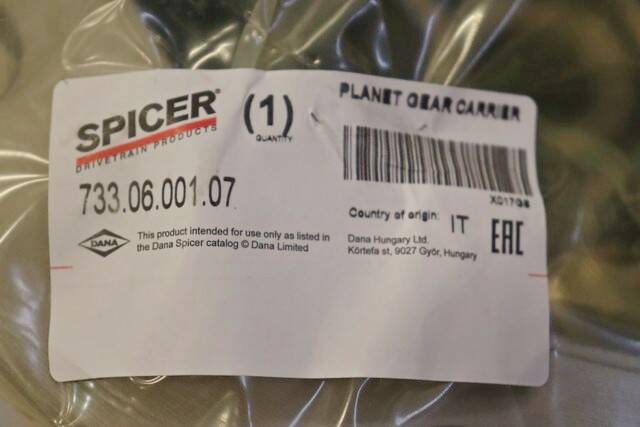 SPICER®
DRIVETRAIN PRODUCTS
(1)
QUANTITY
PLANET GEAR CARRIER
733.06.001.07
Country of origin: IT
DANA
This product intended for use only as listed in
the Dana Spicer catalog © Dana Limited
Dana Hungary Ltd.
Körtefa st, 9027 Győr, Hungary
EAC